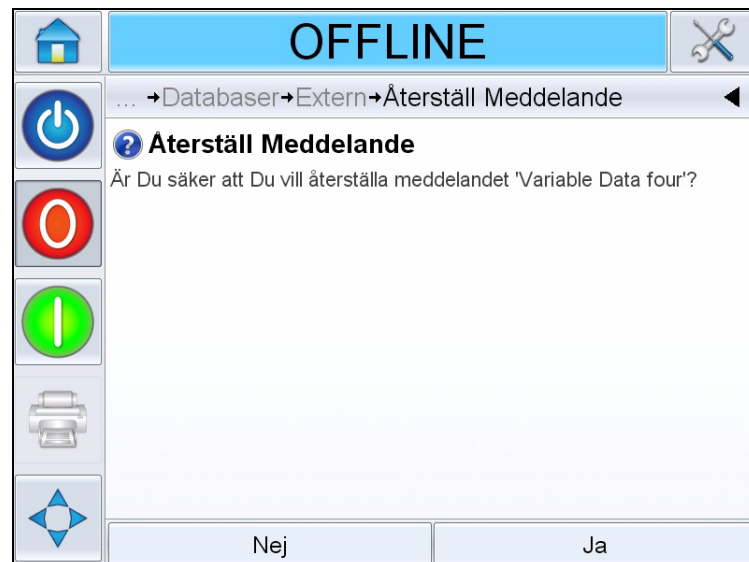 OFFLINE
... →Databaser→Extern→Återställ Meddelande
Återställ Meddelande
Är Du säker att Du vill återställa meddelandet 'Variable Data four'?
Nej
Ja